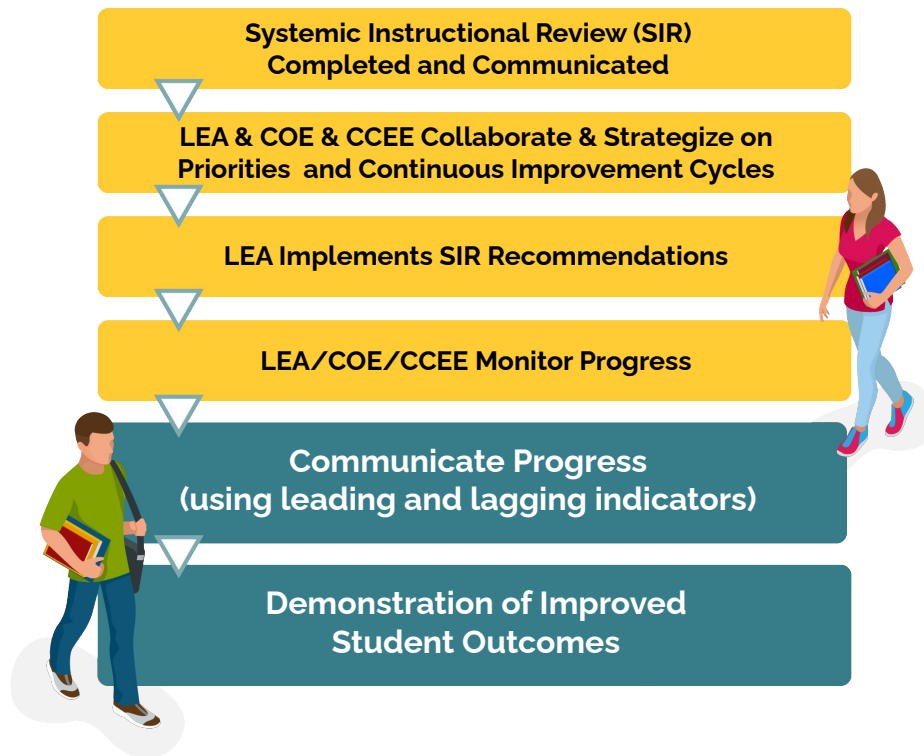 Systemic Instructional Review (SIR)
Completed and Communicated
LEA & COE & CCEE Collaborate & Strategize on
Priorities and Continuous Improvement Cycles
LEA Implements SIR Recommendations
LEA/COE/CCEE Monitor Progress
Communicate Progress
(using leading and lagging indicators)
Demonstration of Improved
Student Outcomes